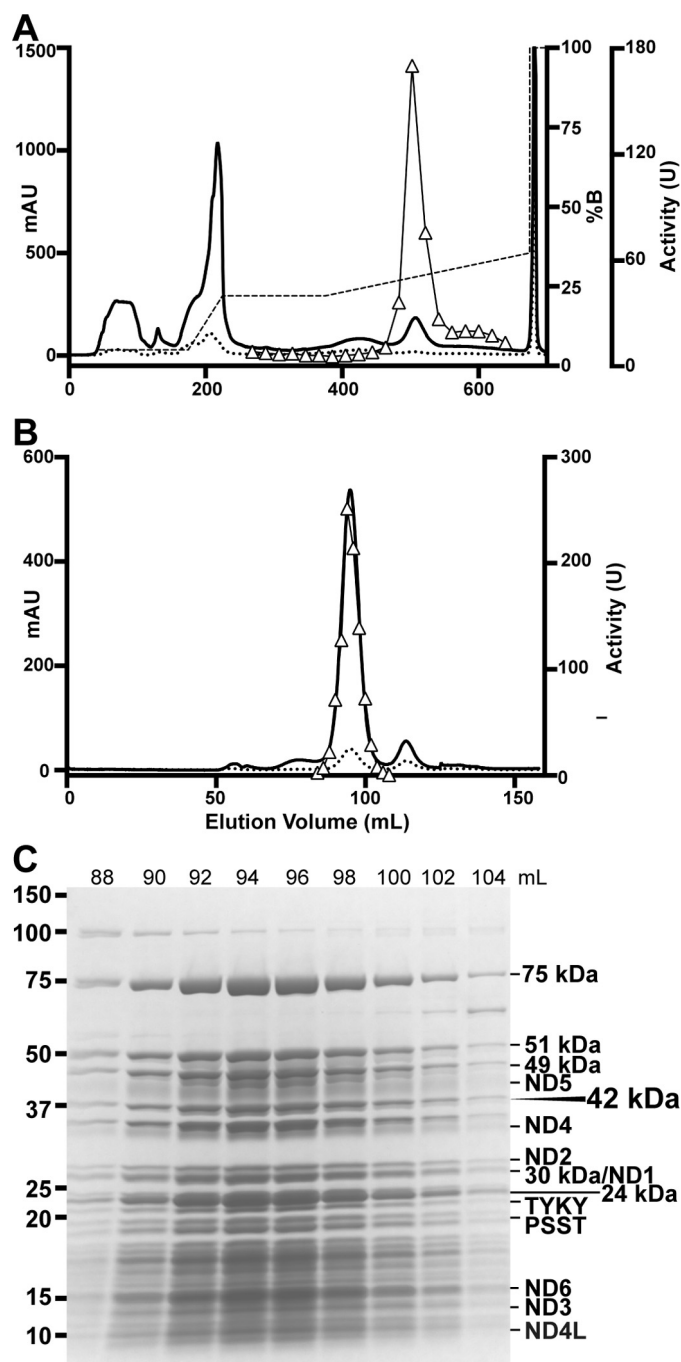 A
1500
1000
500
0
mAU
0
200
400
600
100
75
50
25
0
%B
180
120
60
0
Activity (U)
B
600
400
200
0
mAU
0
50
100
150
Elution Volume (mL)
300
200
100
0
Activity (U)
C
88 90 92 94 96 98 100 102 104 mL
150
100
75
50
37
25
20
15
10
75 kDa
51 kDa
49 kDa
ND5
42 kDa
ND4
ND2
30 kDa/ND1
24 kDa
TYKY
PSST
ND6
ND3
ND4L